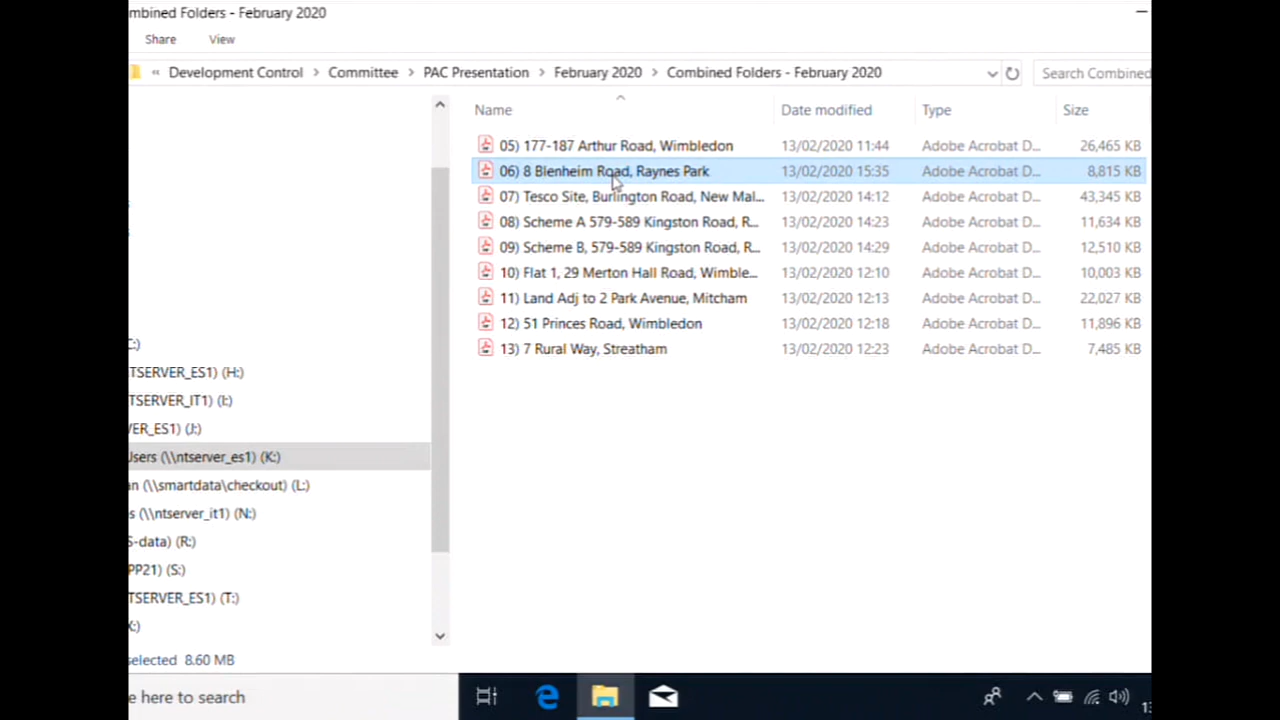 mbined Folders - February 2020
Share View
« Development Control > Committee > PAC Presentation > February 2020 > Combined Folders - February 2020 Search Combined
Name Date modified Type Size
05) 177-187 Arthur Road, Wimbledon 13/02/2020 11:44 Adobe Acrobat D... 26,465 KB
06) 8 Blenheim Road, Raynes Park 13/02/2020 15:35 Adobe Acrobat D... 8,815 KB
07) Tesco Site, Burlington Road, New Mal... 13/02/2020 14:12 Adobe Acrobat D... 43,345 KB
08) Scheme A 579-589 Kingston Road, R... 13/02/2020 14:23 Adobe Acrobat D... 11,634 KB
09) Scheme B, 579-589 Kingston Road, R... 13/02/2020 14:29 Adobe Acrobat D... 12,510 KB
10) Flat 1, 29 Merton Hall Road, Wimble... 13/02/2020 12:10 Adobe Acrobat D... 10,003 KB
11) Land Adj to 2 Park Avenue, Mitcham 13/02/2020 12:13 Adobe Acrobat D... 22,027 KB
12) 51 Princes Road, Wimbledon 13/02/2020 12:18 Adobe Acrobat D... 11,896 KB
13) 7 Rural Way, Streatham 13/02/2020 12:23 Adobe Acrobat D... 7,485 KB
C:)
TSERVER_ES1) (H:)
TSERVER_IT1) (I:)
VER_ES1) (J:)
Users (\\ntserver_es1) (K:)
an (\\smartdata\checkout) (L:)
s (\\ntserver_it1) (N:)
S-data) (R:)
PP21) (S:)
TSERVER_ES1) (T:)
X:)
selected 8.60 MB
e here to search